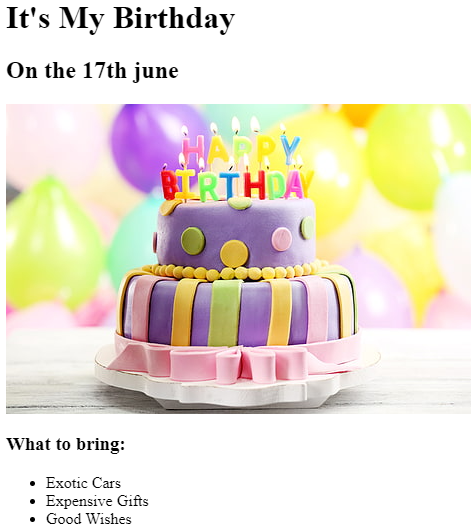 It's My Birthday
On the 17th june
HAPPY
BIRTHDAY
What to bring:
Exotic Cars
Expensive Gifts
Good Wishes